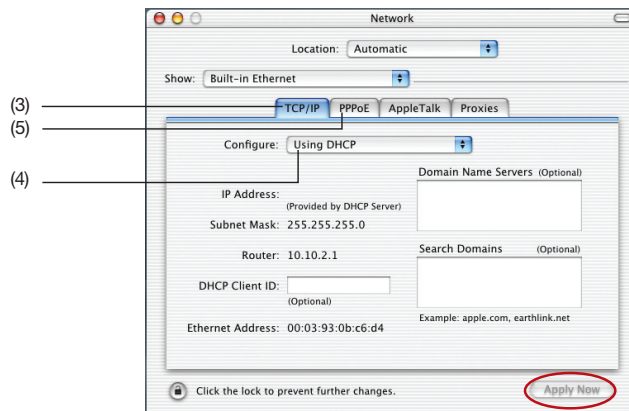 Network
Location: Automatic
Show: Built-in Ethernet
(3)
(5)
(4)
TCP/IP PPPoE AppleTalk Proxies
Configure: Using DHCP
Domain Name Servers (Optional)
IP Address:
(Provided by DHCP Server)
Subnet Mask: 255.255.255.0
Router: 10.10.2.1
Search Domains (Optional)
DHCP Client ID:
(Optional)
Example: apple.com, earthlink.net
Ethernet Address: 00:03:93:0b:c6:d4
Click the lock to prevent further changes.
Apply Now